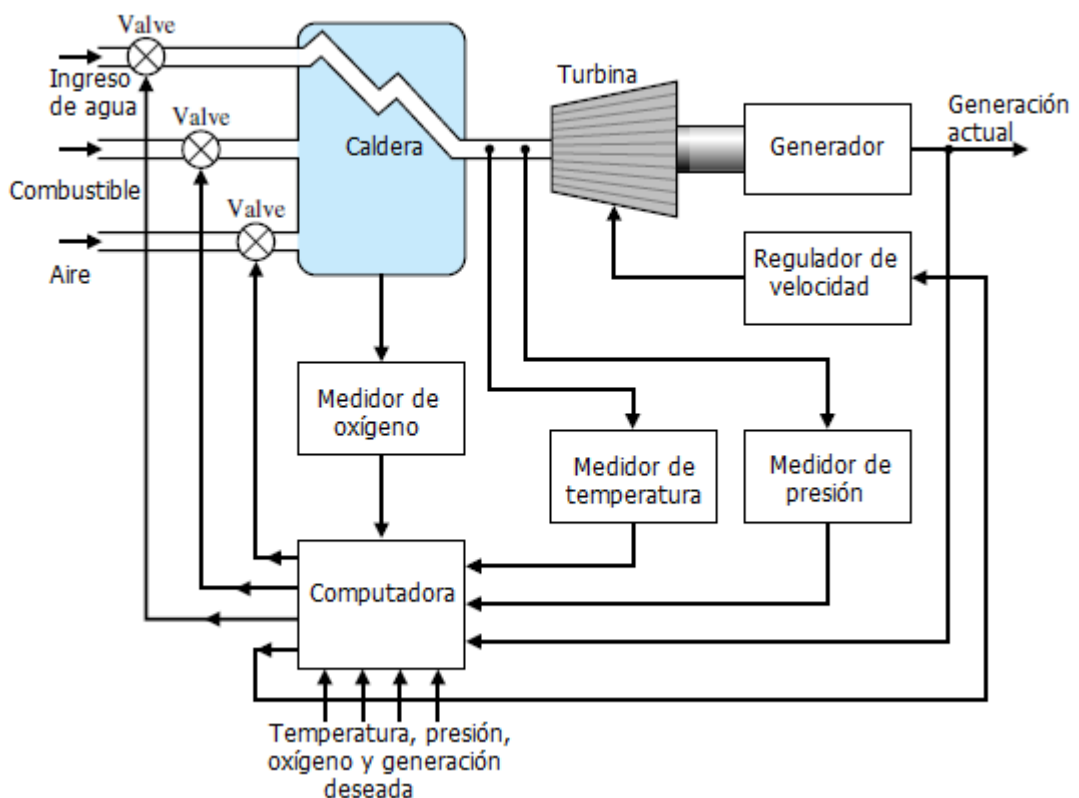 Valve
Ingreso
de agua
Valve
Combustible
Valve
Aire
Caldera
Turbina
Generador
Generación
actual
Regulador de
velocidad
Medidor de
oxígeno
Medidor de
temperatura
Medidor de
presión
Computadora
Temperatura, presión,
oxígeno y generación
deseada